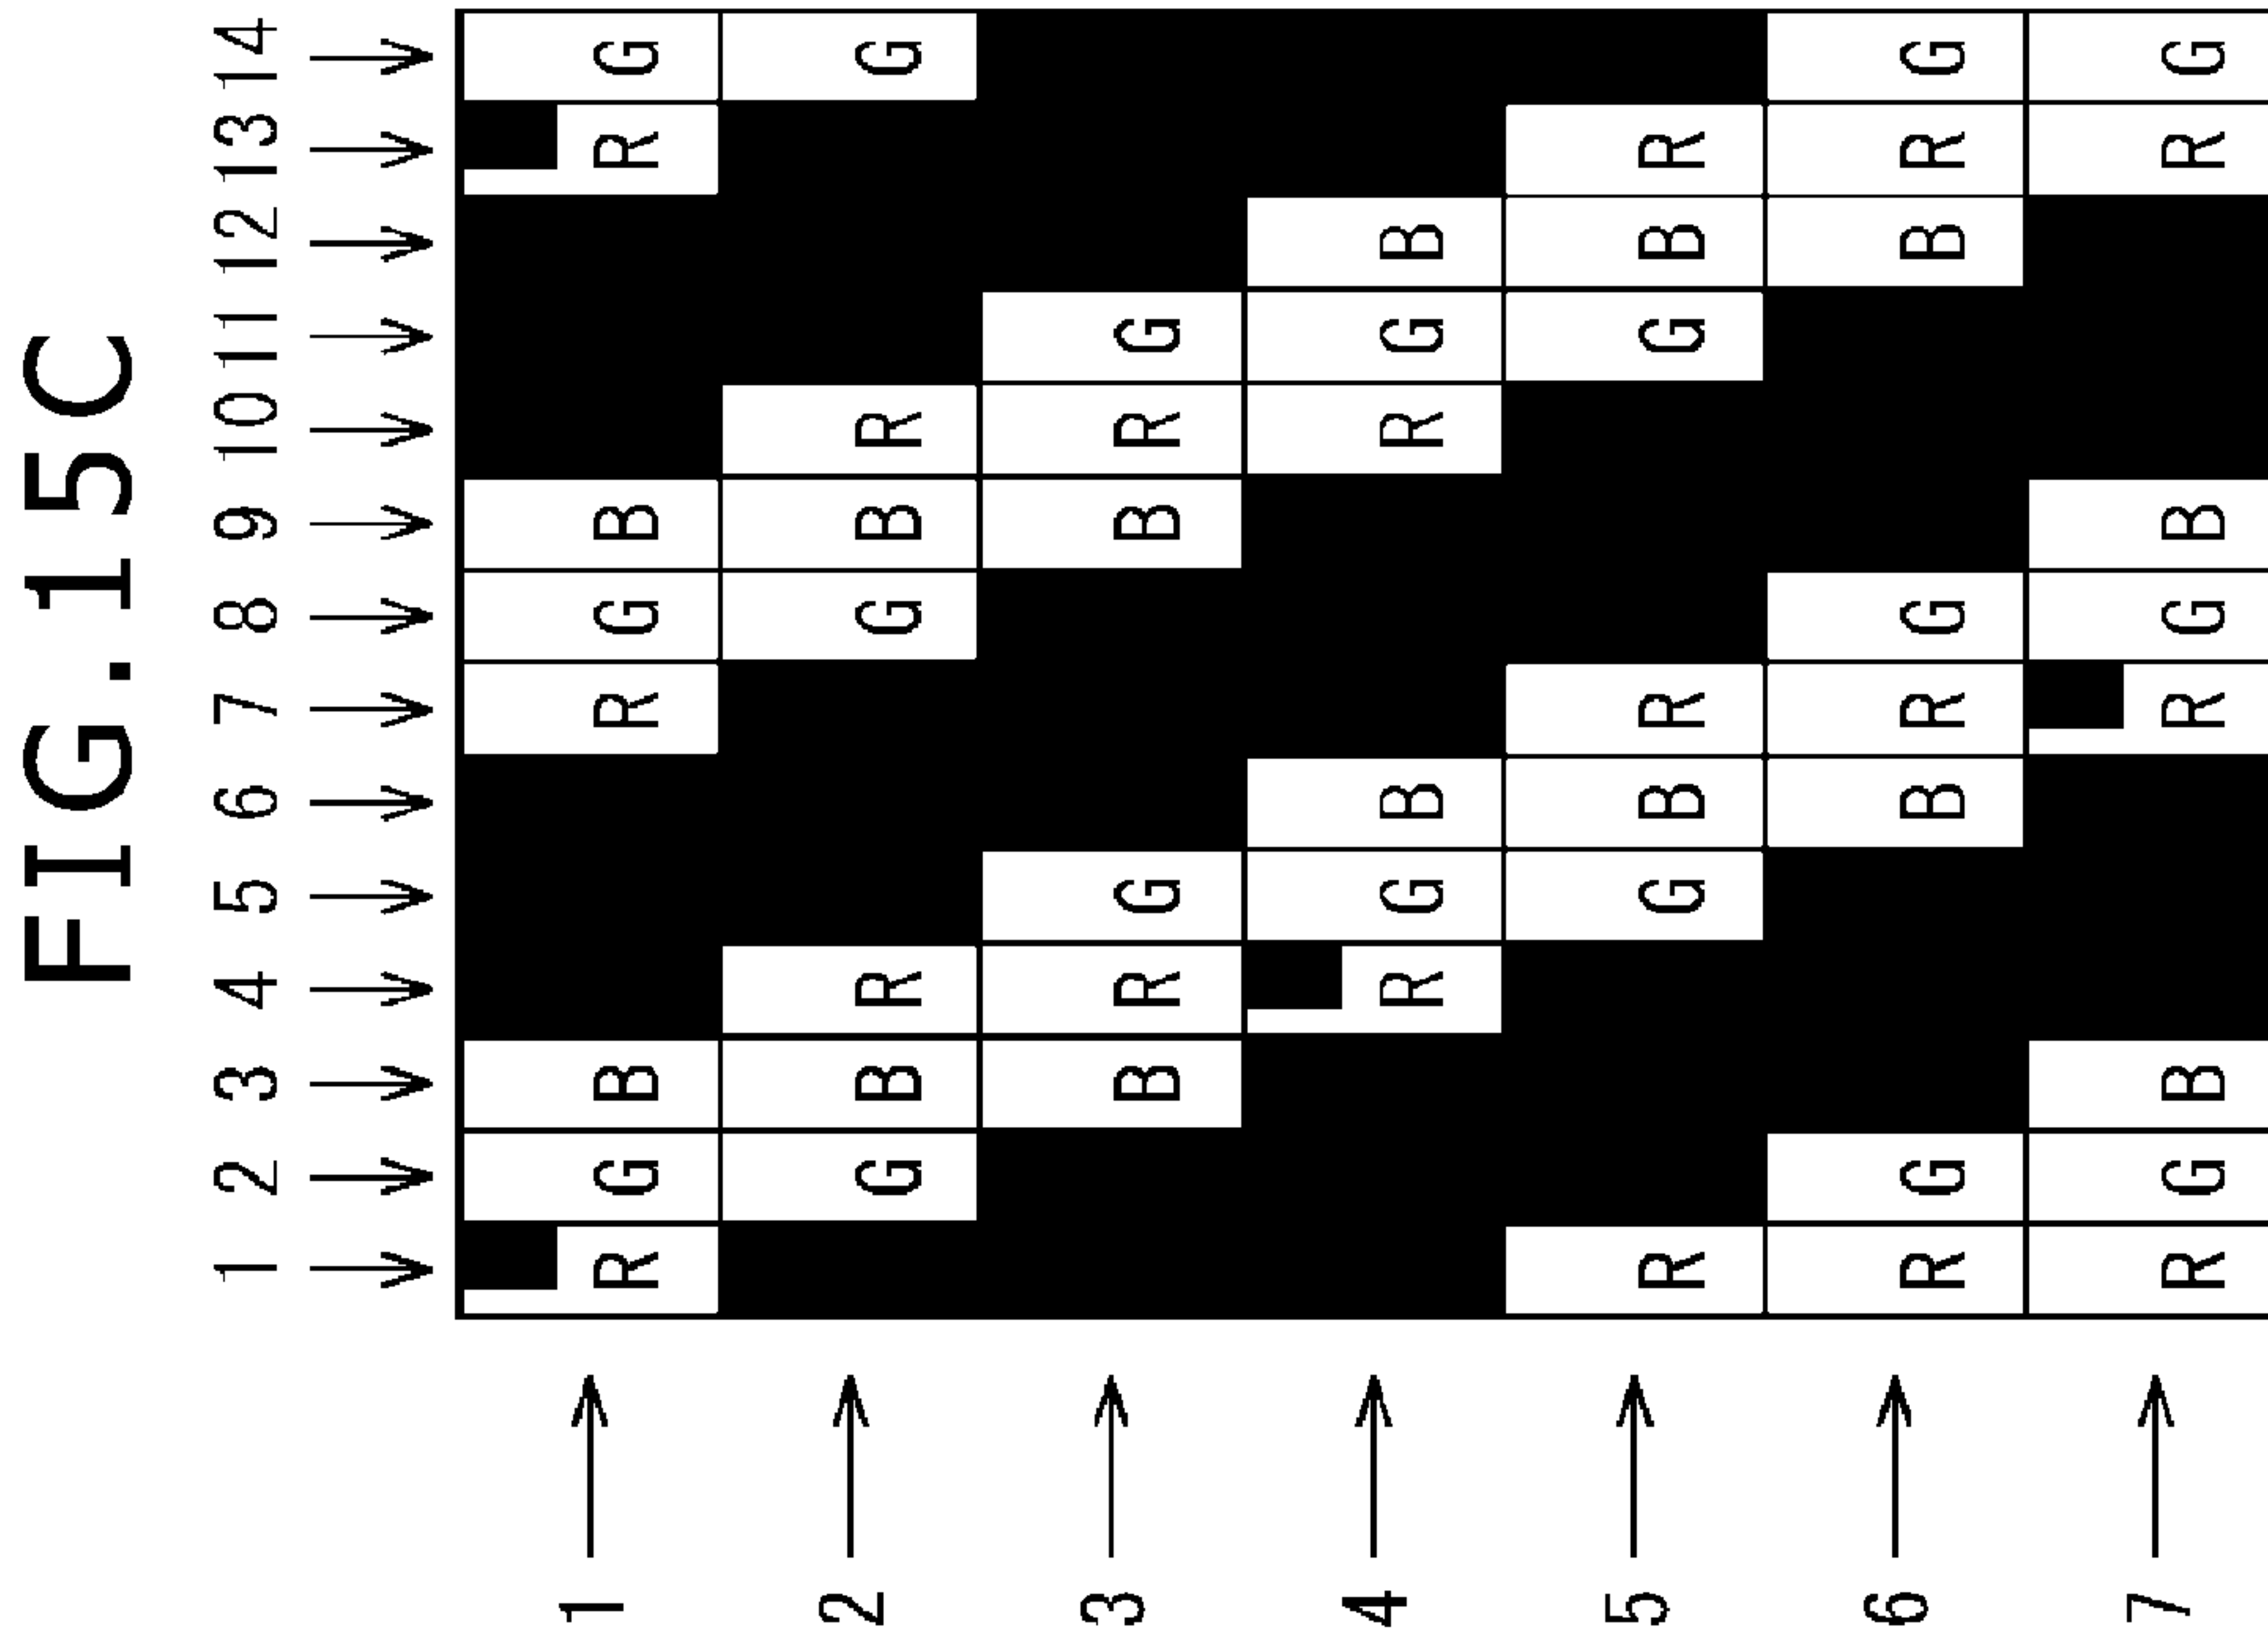 FIG.15C
1 2 3 4 5 6 7 8 9 10 11 12 13 14
1 R G B R G B R G
2 G B R G B R G
3 B R G B R G
4 R G B R G B
5 R G B R G B R
6 R G B R G B R G
7 R G B R G B R G